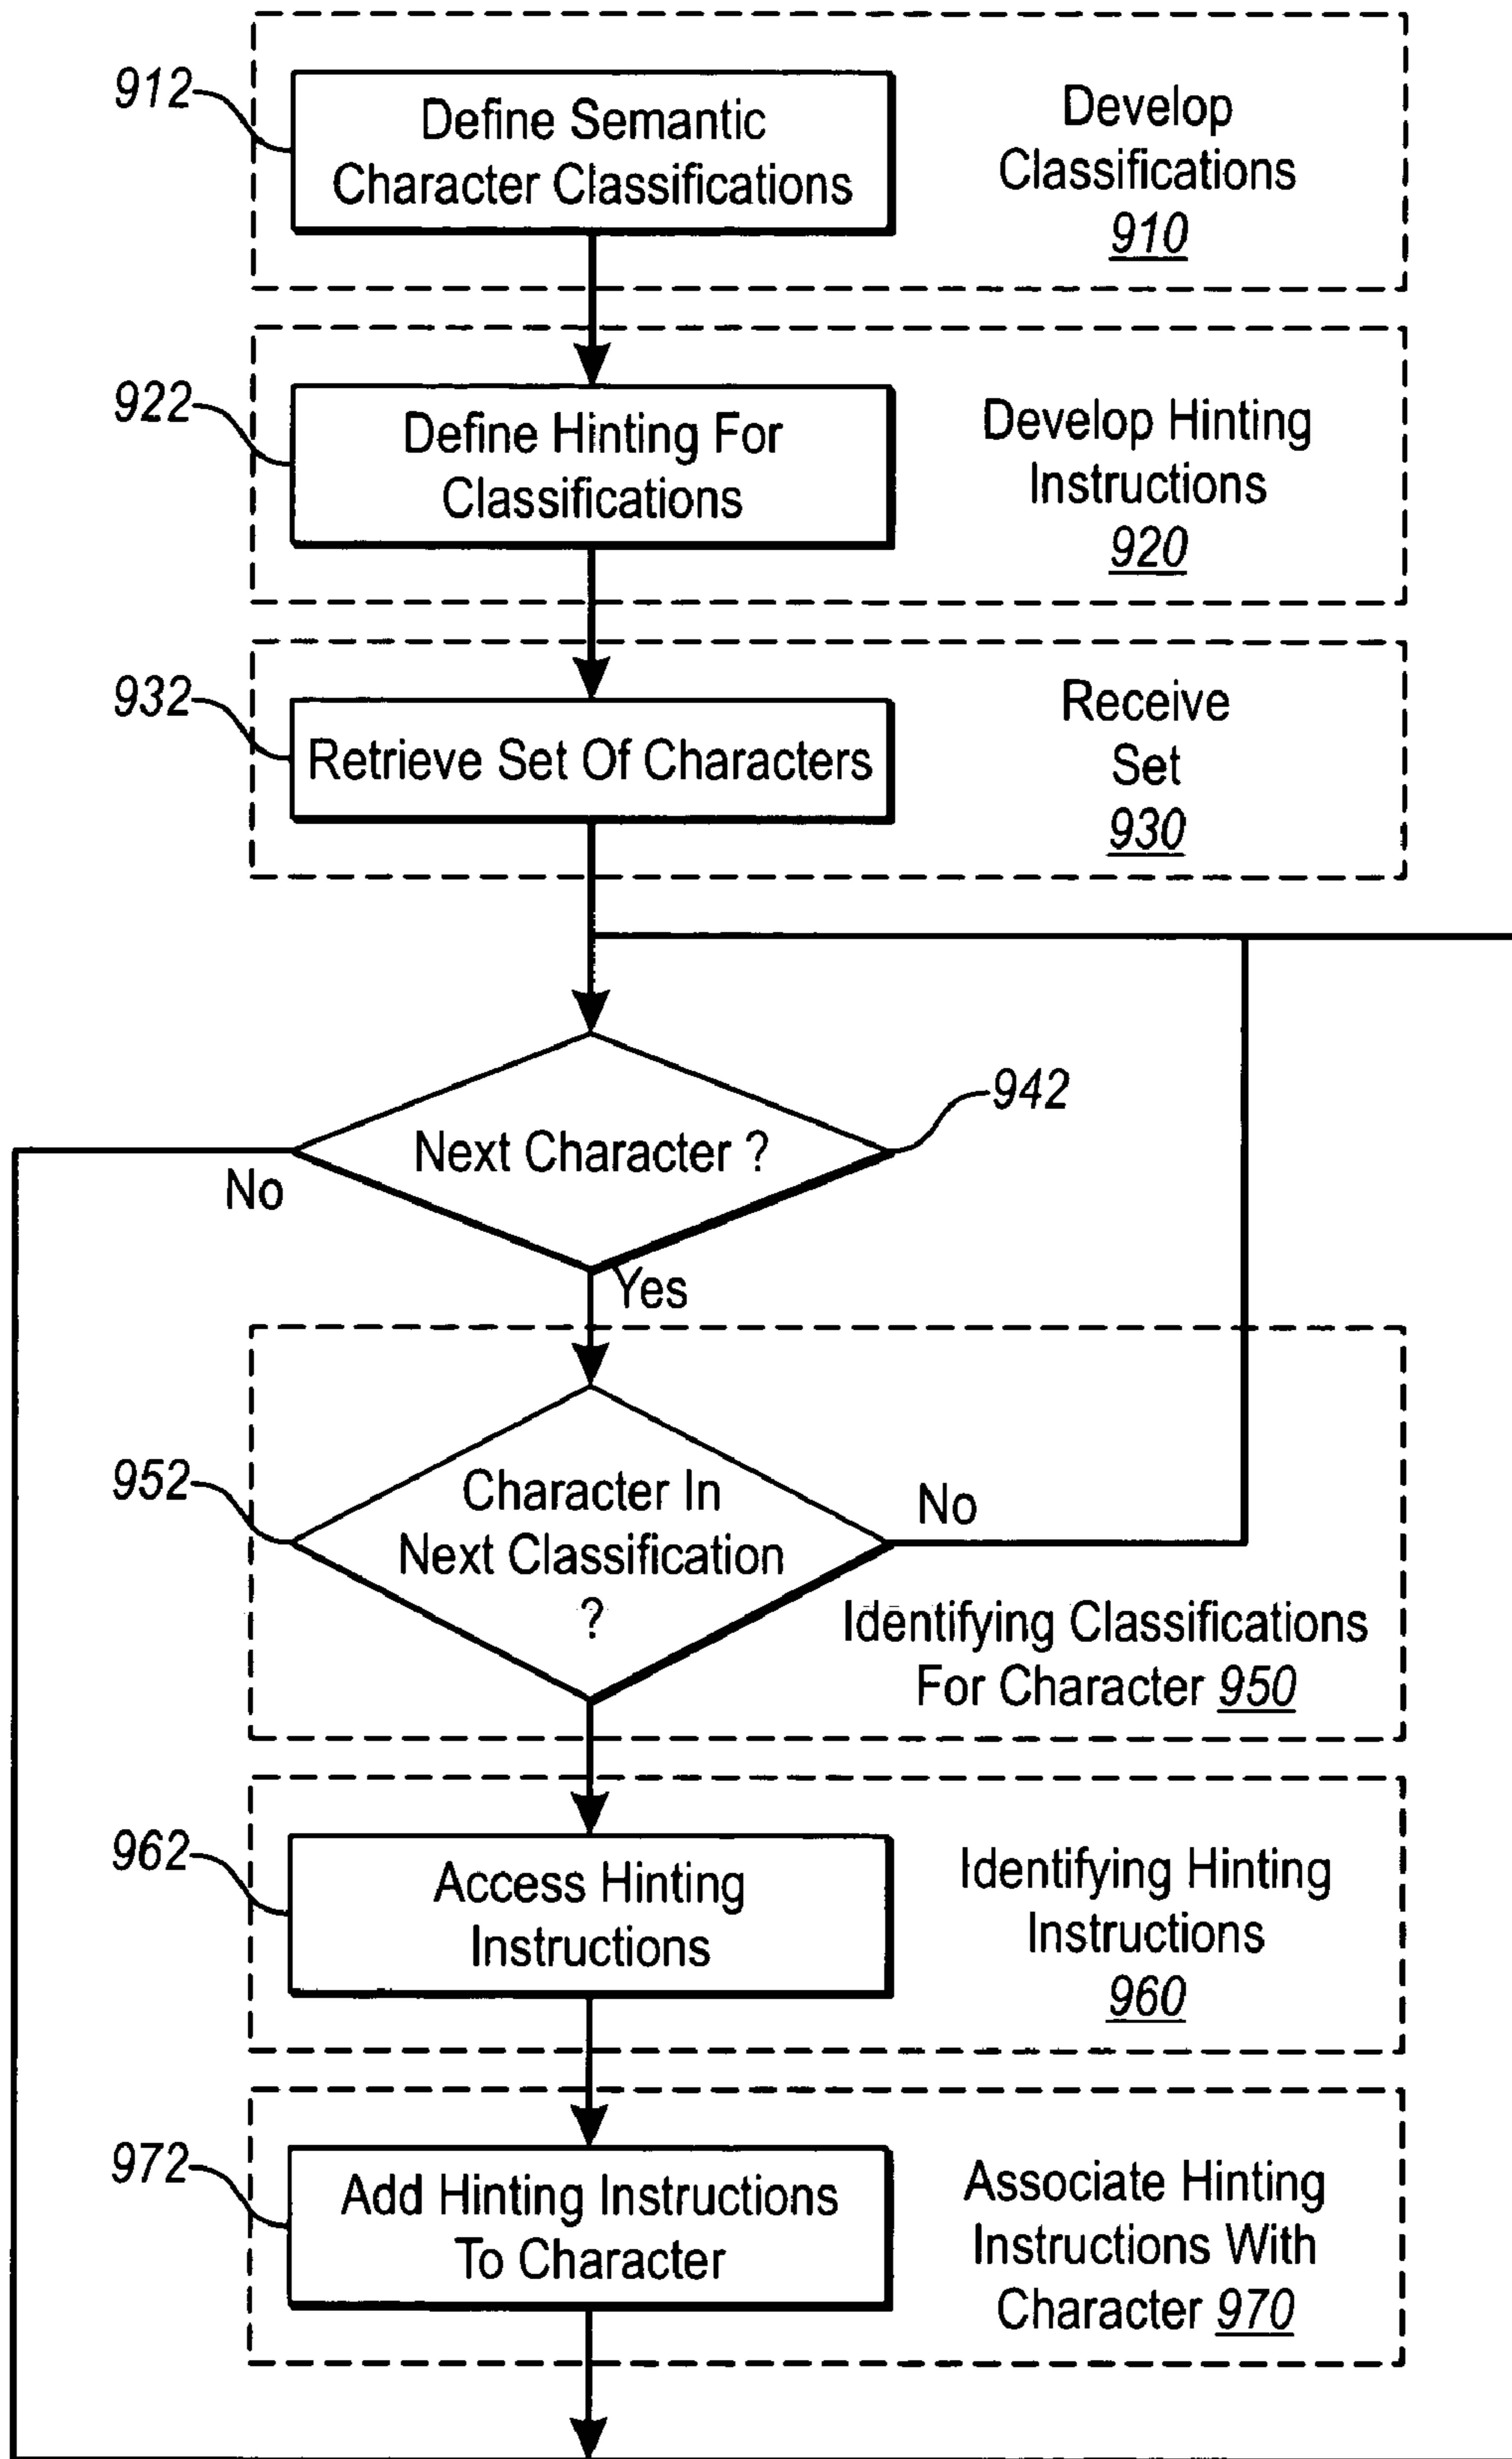 912
Define Semantic
Character Classifications
Develop
Classifications
910
922
Define Hinting For
Classifications
Develop Hinting
Instructions
920
932
Retrieve Set Of Characters
Receive
Set
930
942
Next Character ?
No
Yes
952
Character In
Next Classification
?
No
Identifying Classifications
For Character 950
962
Access Hinting
Instructions
Identifying Hinting
Instructions
960
972
Add Hinting Instructions
To Character
Associate Hinting
Instructions With
Character 970